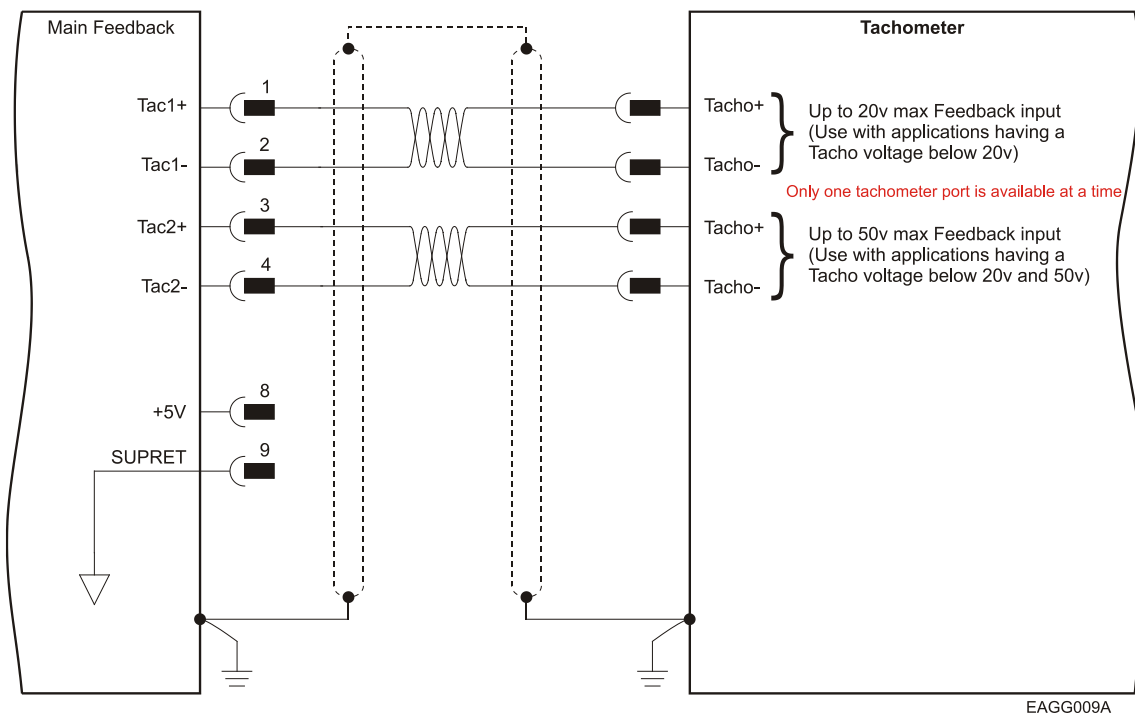 Main Feedback
Tachometer
Tac1+ 1 Tacho+
Up to 20v max Feedback input
(Use with applications having a
Tacho voltage below 20v)
Tac1- 2 Tacho-
Only one tachometer port is available at a time
Tac2+ 3 Tacho+
Up to 50v max Feedback input
(Use with applications having a
Tacho voltage below 20v and 50v)
Tac2- 4 Tacho-
+5V 8
SUPRET 9
EAGG009A